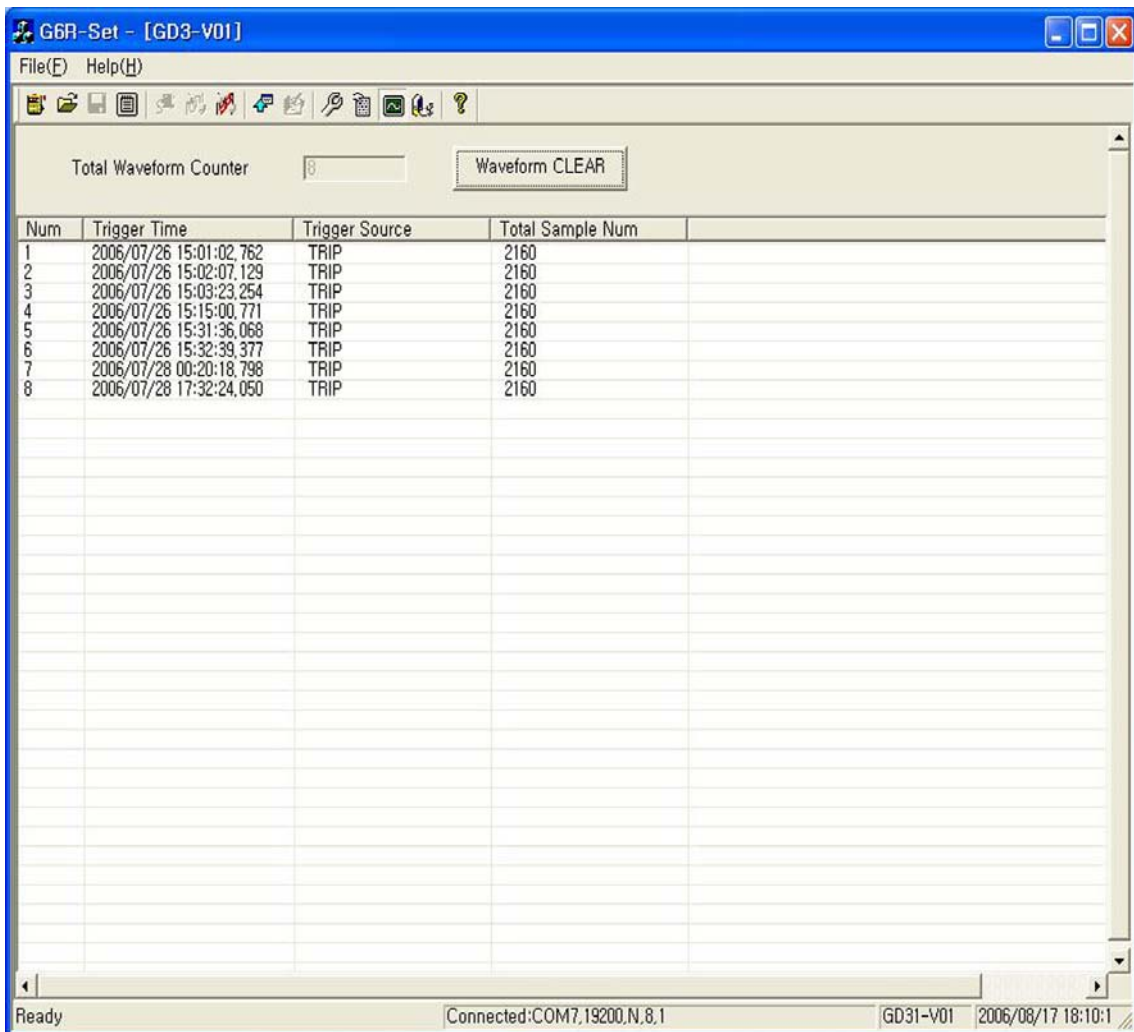 G6R-Set - [GD3-V01]
File(F) Help(H)
Total Waveform Counter 8 Waveform CLEAR
Num Trigger Time Trigger Source Total Sample Num
1 2006/07/26 15:01:02,762 TRIP 2160
2 2006/07/26 15:02:07,129 TRIP 2160
3 2006/07/26 15:03:23,254 TRIP 2160
4 2006/07/26 15:15:00,771 TRIP 2160
5 2006/07/26 15:31:36,068 TRIP 2160
6 2006/07/26 15:32:39,377 TRIP 2160
7 2006/07/28 00:20:18,798 TRIP 2160
8 2006/07/28 17:32:24,050 TRIP 2160
Ready Connected:COM7,19200,N,8,1 GD31-V01 2006/08/17 18:10:1